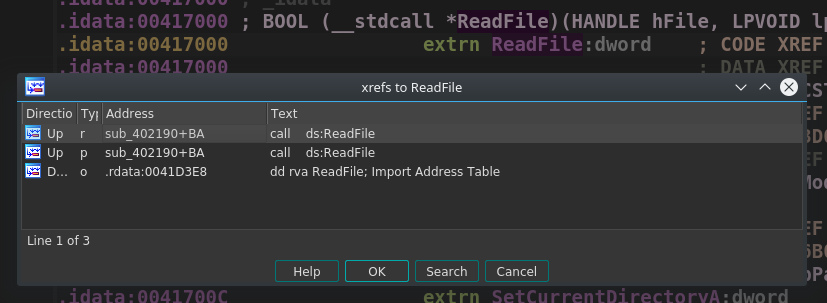 ; _idata
.idata:00417000 ; BOOL (__stdcall *ReadFile)(HANDLE hFile, LPVOID lp
.idata:00417000 extrn ReadFile:dword ; CODE XREF
.idata:00417000 ; DATA XREF
xrefs to ReadFile
Directio Ty Address Text
Up r sub_402190+BA call ds:ReadFile
Up p sub_402190+BA call ds:ReadFile
D... o .rdata:0041D3E8 dd rva ReadFile; Import Address Table
Line 1 of 3
Help OK Search Cancel
.idata:0041700C extrn SetCurrentDirectoryA:dword